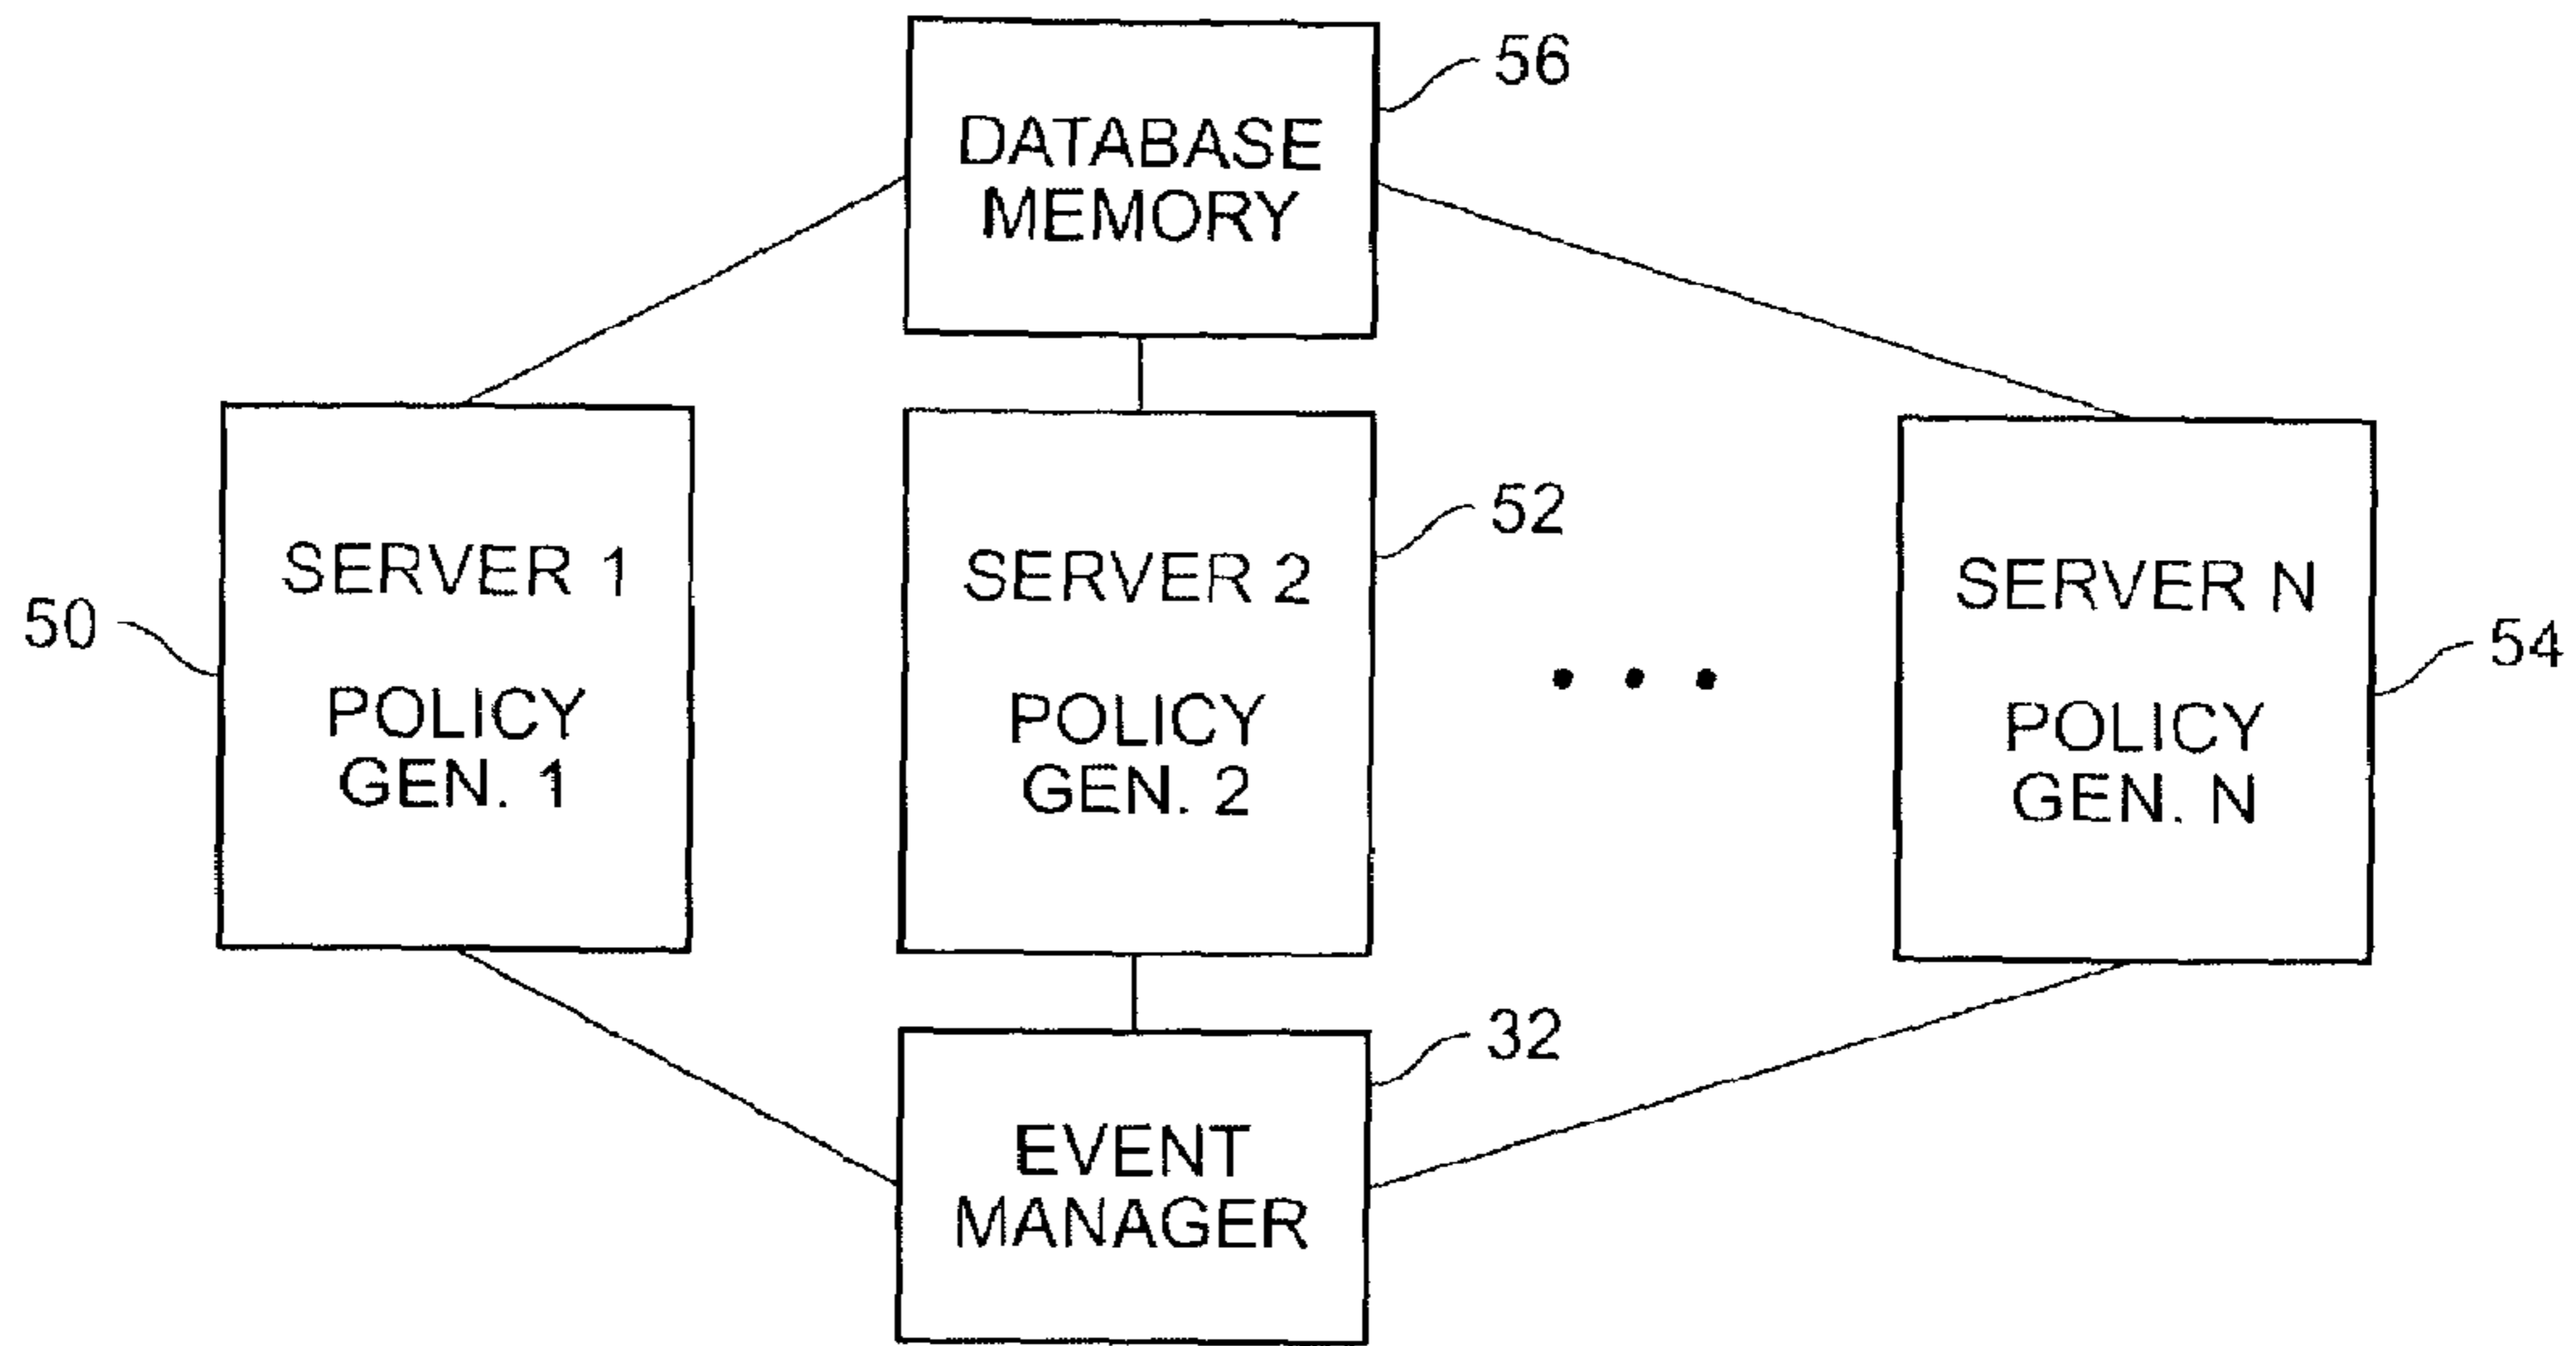 56
DATABASE
MEMORY
50
SERVER 1
POLICY
GEN. 1
52
SERVER 2
POLICY
GEN. 2
54
SERVER N
POLICY
GEN. N
32
EVENT
MANAGER